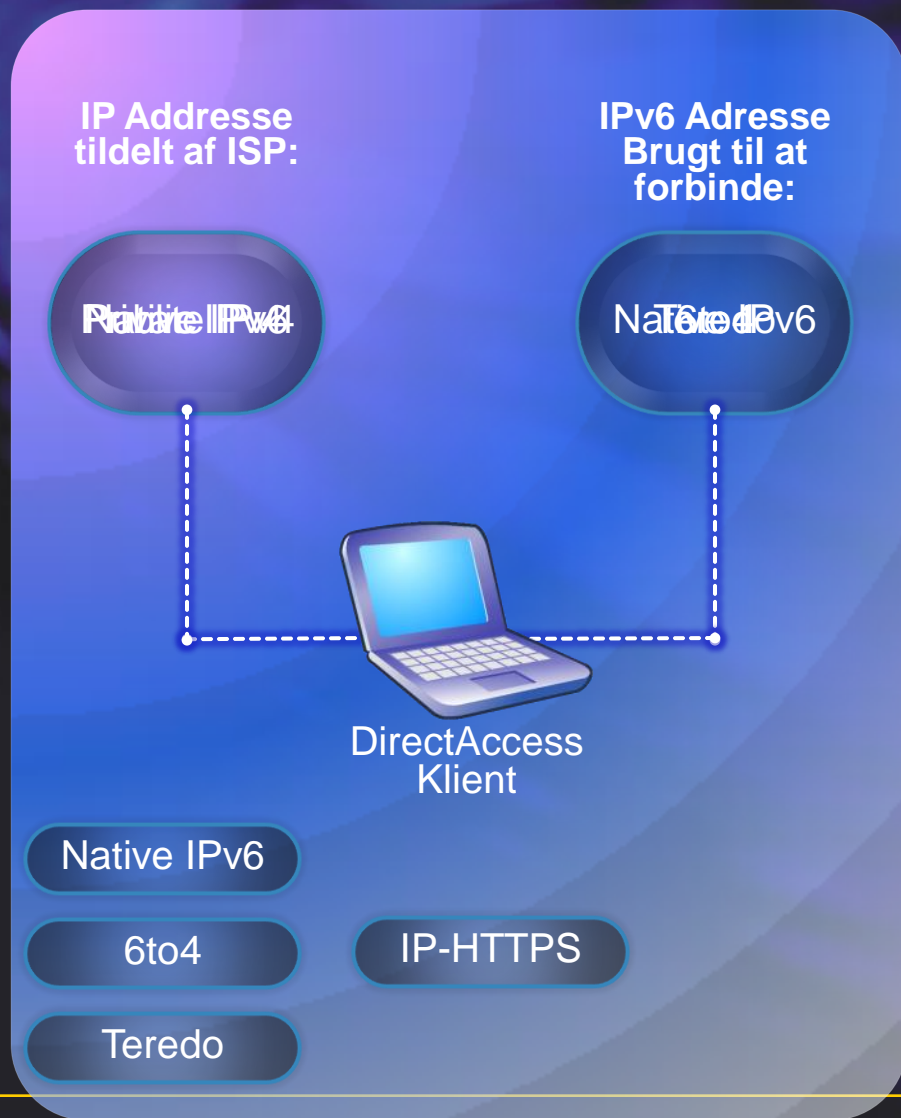 IP Addresse
tildelt af ISP:
IPv6 Adresse
Brugt til at
forbinde:
DirectAccess
Klient
Native IPv6
6to4
IP-HTTPS
Teredo